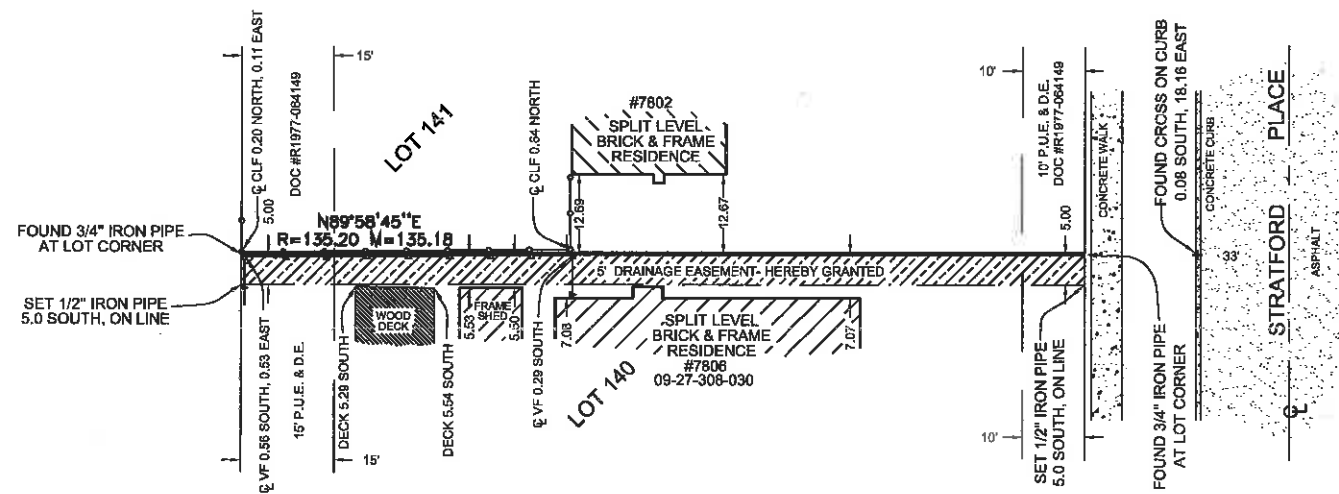 15'
℄ CLF 0.20 NORTH, 0.11 EAST
DOC #R1977-084149
5.00
LOT 141
℄ CLF 0.84 NORTH
#7802
SPLIT LEVEL
BRICK & FRAME
RESIDENCE
12.69
12.67
10'
10' P.U.E. & D.E.
DOC #R1977-064149
5.00
CONCRETE WALK
FOUND CROSS ON CURB
0.08 SOUTH, 18.16 EAST
CONCRETE CURB
STRATFORD PLACE
ASPHALT
33'
FOUND 3/4" IRON PIPE
AT LOT CORNER
N89°58'45"E
R=135.20 M=135.18
5' DRAINAGE EASEMENT- HEREBY GRANTED
SET 1/2" IRON PIPE
5.0 SOUTH, ON LINE
℄ VF 0.56 SOUTH, 0.53 EAST
15' P.U.E. & D.E.
15'
DECK 5.29 SOUTH
WOOD
DECK
DECK 5.54 SOUTH
5.53
FRAME
SHED
5.50
℄ VF 0.29 SOUTH
7.08
SPLIT LEVEL
BRICK & FRAME
RESIDENCE
#7806
09-27-308-030
7.07
LOT 140
10'
SET 1/2" IRON PIPE
5.0 SOUTH, ON LINE
FOUND 3/4" IRON PIPE
AT LOT CORNER
℄